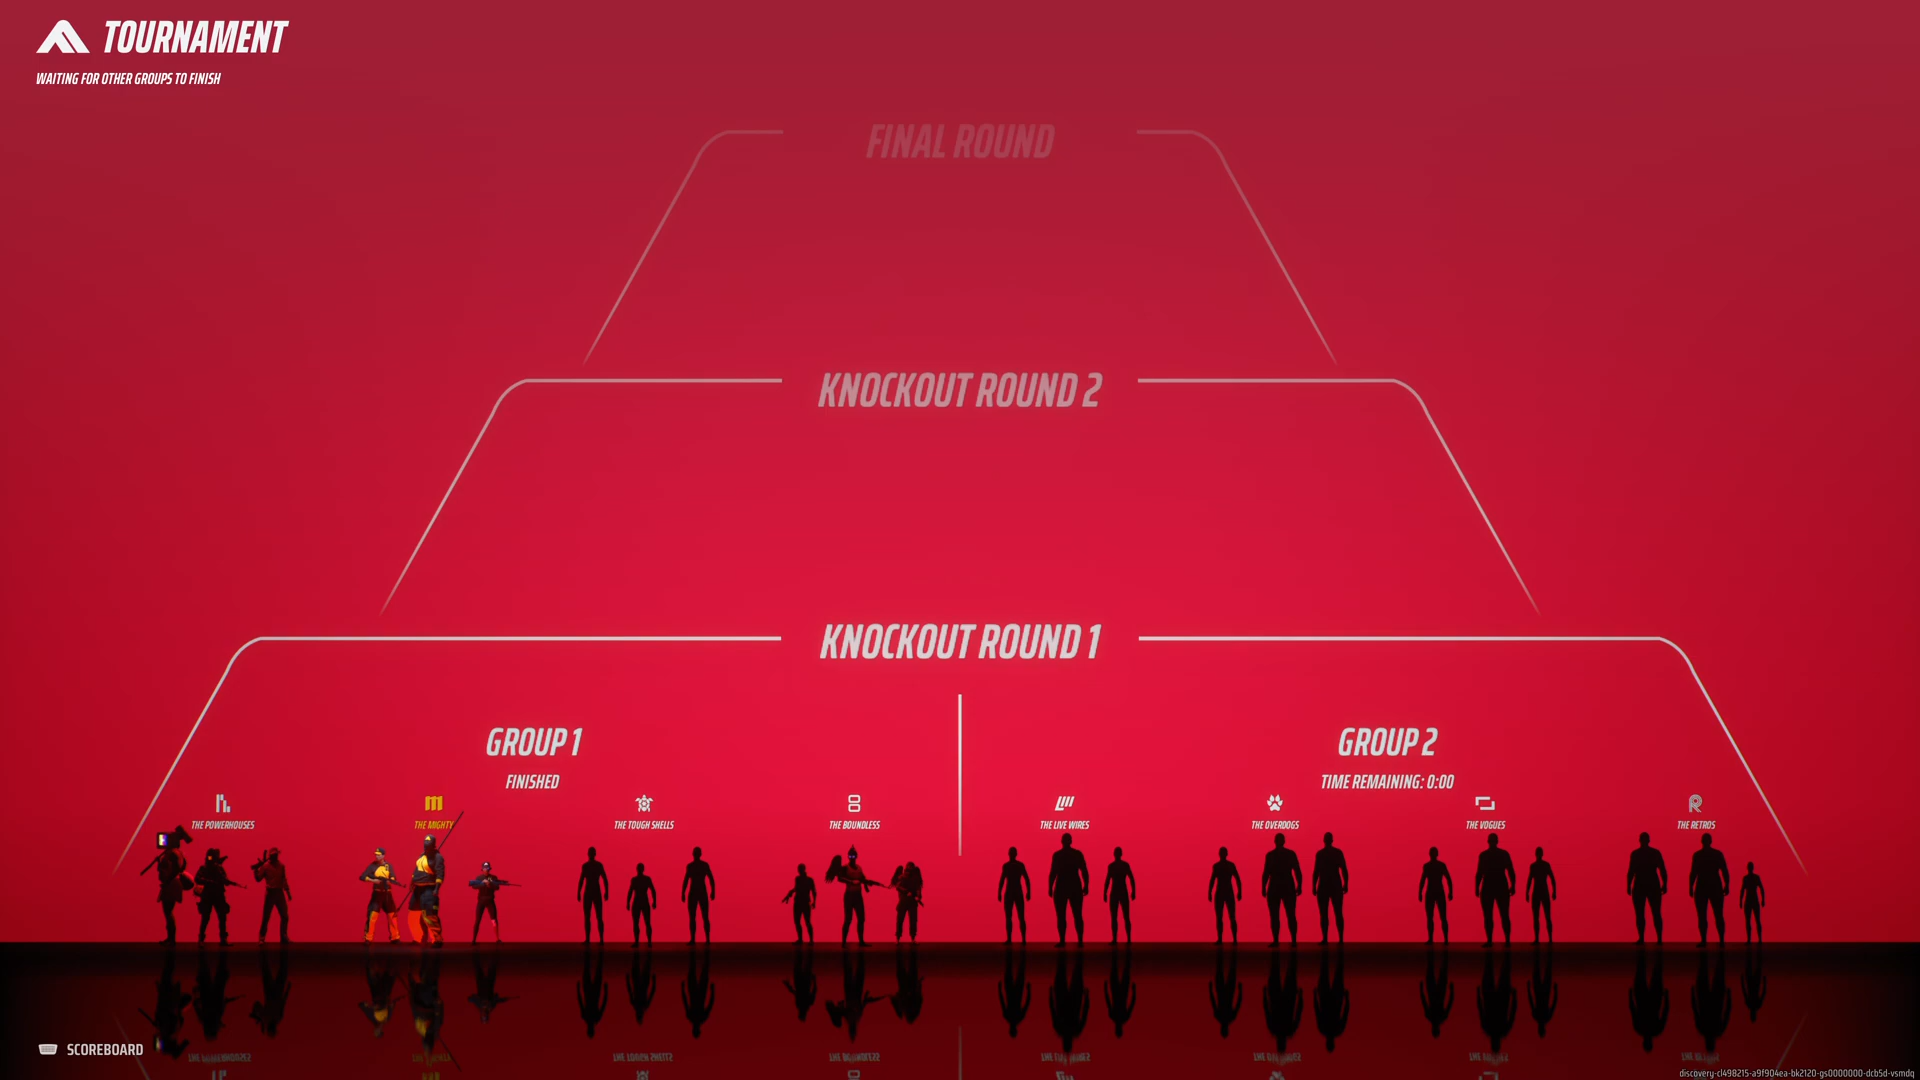 TOURNAMENT
WAITING FOR OTHER GROUPS TO FINISH
FINAL ROUND
KNOCKOUT ROUND 2
KNOCKOUT ROUND 1
GROUP 1
FINISHED
GROUP 2
TIME REMAINING: 0:00
THE POWERHOUSES
THE MIGHTY
THE TOUGH SHELLS
THE BOUNDLESS
THE LIVE WIRES
THE OVERDOGS
THE VOGUES
THE RETROS
SCOREBOARD
discovery-cl498215-a9f904ea-bk2120-gs0000000-dcb5d-vsmdq